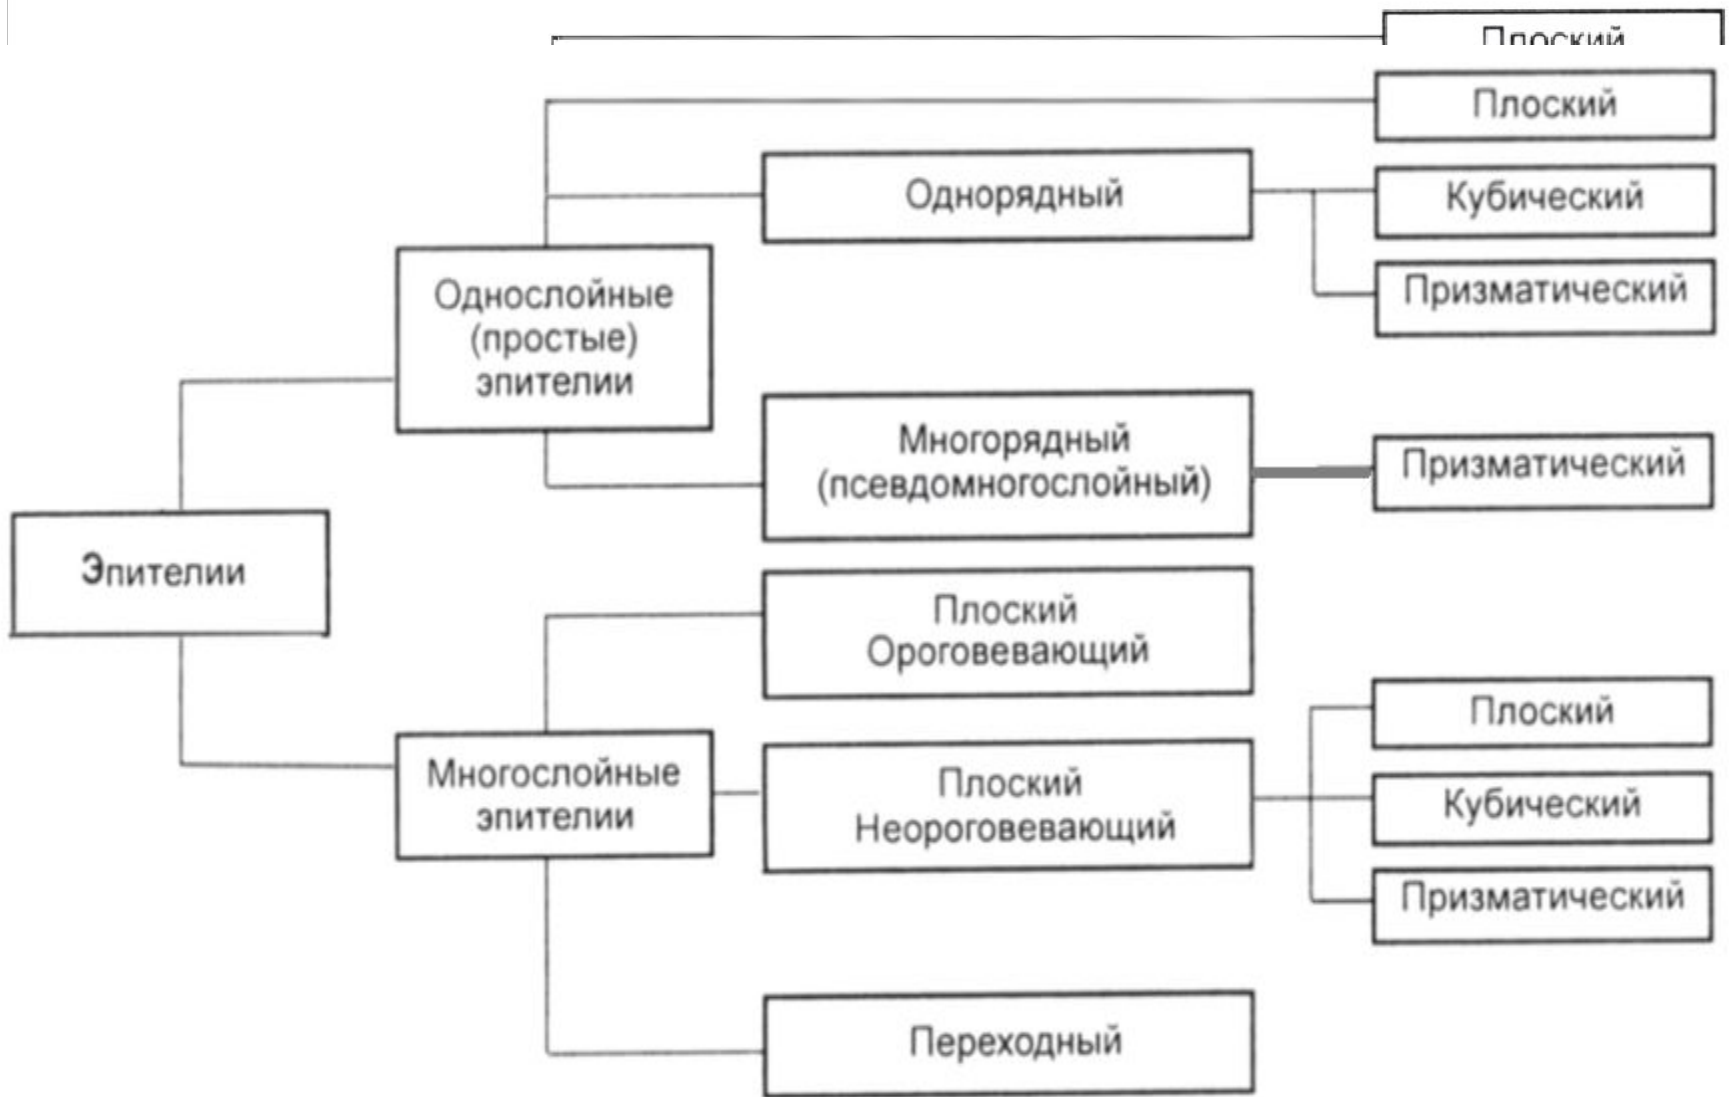 Плоский
Плоский
Однорядный
Кубический
Призматический
Однослойные
(простые)
эпителии
Многорядный
(псевдомногослойный)
Призматический
Эпителии
Плоский
Ороговевающий
Многослойные
эпителии
Плоский
Неороговевающий
Плоский
Кубический
Призматический
Переходный